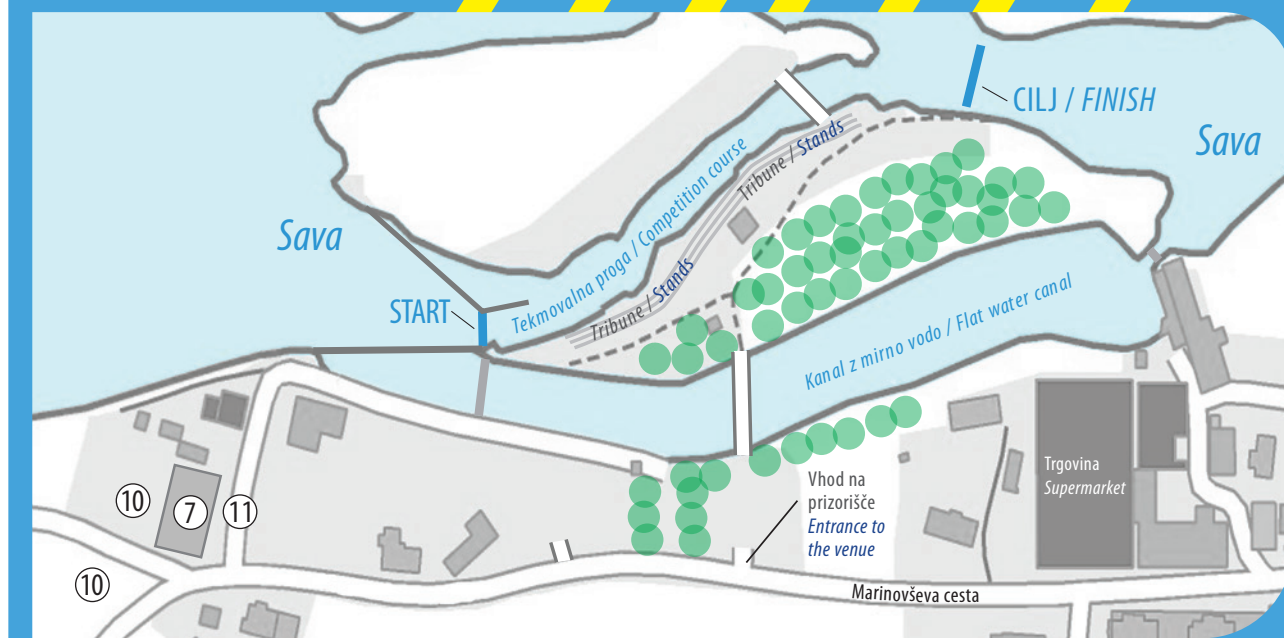 CILJ / FINISH
Sava
Sava
Tribune / Stands
Tekmovalna proga / Competition course
START
Tribune / Stands
Kanal z mirno vodo / Flat water canal
Trgovina
Supermarket
Vhod na
prizorišče
Entrance to
the venue
10
7
11
10
Marinovševa cesta